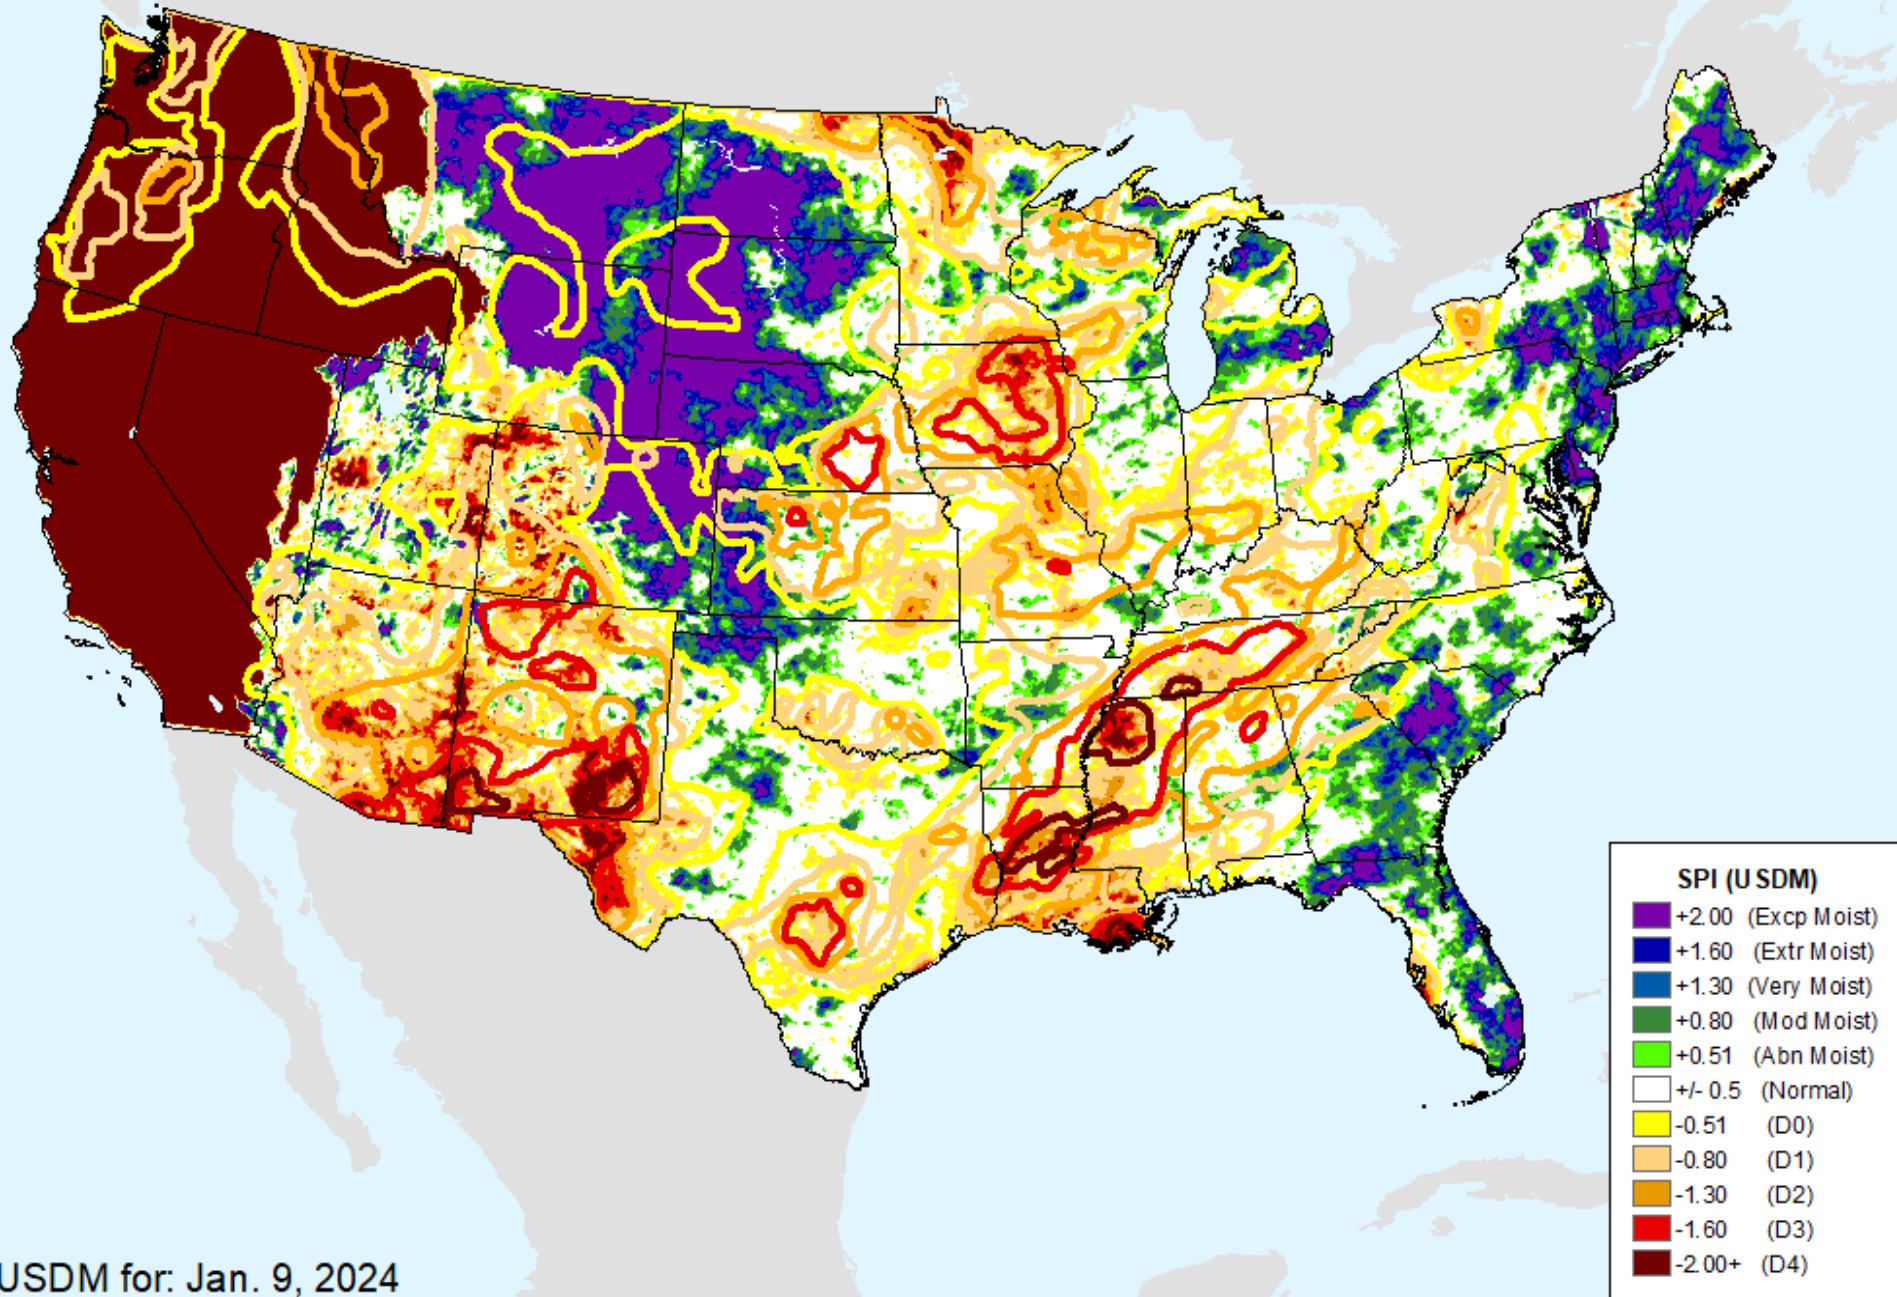 SPI (USDM)
+2.00 (Excp Moist)
+1.60 (Extr Moist)
+1.30 (Very Moist)
+0.80 (Mod Moist)
+0.51 (Abn Moist)
+/- 0.5 (Normal)
-0.51 (D0)
-0.80 (D1)
-1.30 (D2)
-1.60 (D3)
-2.00+ (D4)
USDM for: Jan. 9, 2024